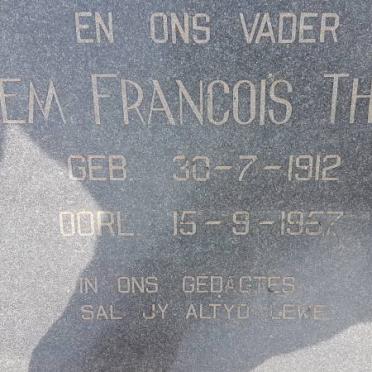 EN ONS VADER
EM FRANCOIS TH
GEB. 30-7-1912
OORL. 15-9-1957
IN ONS GEDAGTES
SAL JY ALTYD LEWE